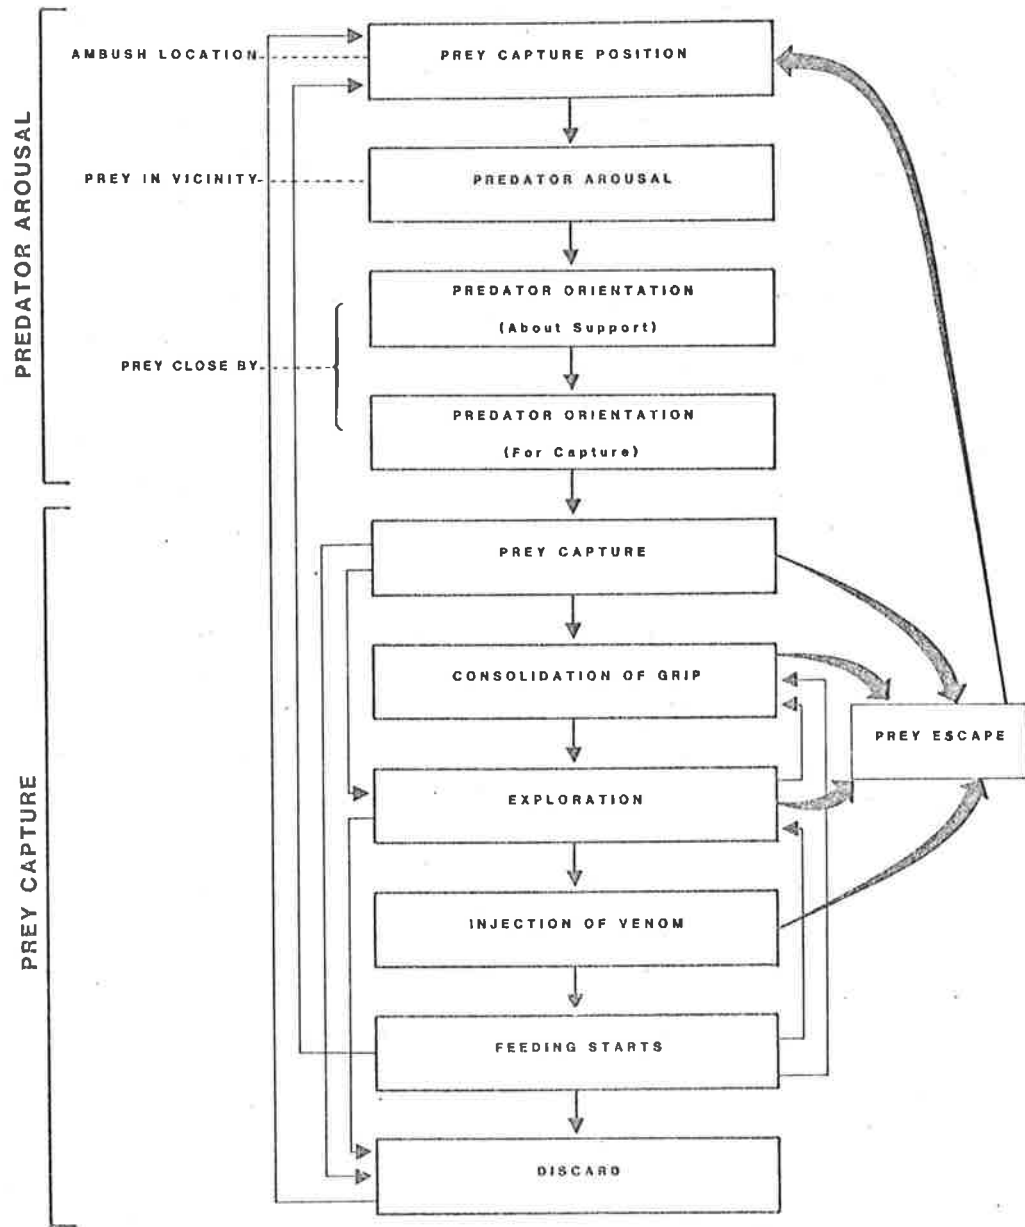 PREDATOR AROUSAL
AMBUSH LOCATION
PREY CAPTURE POSITION
PREY IN VICINITY
PREDATOR AROUSAL
PREDATOR ORIENTATION
(About Support)
PREY CLOSE BY
PREDATOR ORIENTATION
(For Capture)
PREY CAPTURE
PREY CAPTURE
CONSOLIDATION OF GRIP
PREY ESCAPE
EXPLORATION
INJECTION OF VENOM
FEEDING STARTS
DISCARD